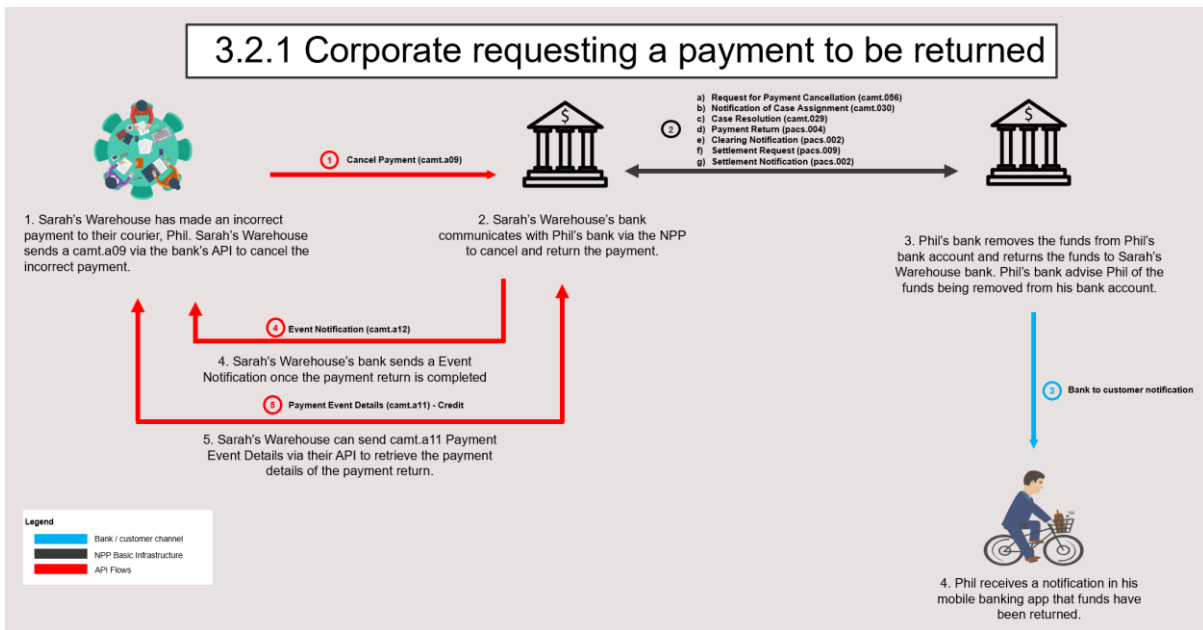 3.2.1 Corporate requesting a payment to be returned
$
$
a) Request for Payment Cancellation (camt.056)
b) Notification of Case Assignment (camt.030)
c) Case Resolution (camt.029)
d) Payment Return (pacs.004)
e) Clearing Notification (pacs.002)
f) Settlement Request (pacs.009)
g) Settlement Notification (pacs.002)
2
1 Cancel Payment (camt.a09)
1. Sarah's Warehouse has made an incorrect
payment to their courier, Phil. Sarah's Warehouse
sends a camt.a09 via the bank's API to cancel the
incorrect payment.
2. Sarah's Warehouse's bank
communicates with Phil's bank via the NPP
to cancel and return the payment.
3. Phil's bank removes the funds from Phil's
bank account and returns the funds to Sarah's
Warehouse bank. Phil's bank advise Phil of the
funds being removed from his bank account.
4 Event Notification (camt.a12)
4. Sarah's Warehouse's bank sends a Event
Notification once the payment return is completed
5 Payment Event Details (camt.a11) - Credit
5. Sarah's Warehouse can send camt.a11 Payment
Event Details via their API to retrieve the payment
details of the payment return.
3 Bank to customer notification
4. Phil receives a notification in his
mobile banking app that funds have
been returned.
Legend
Bank / customer channel
NPP Basic Infrastructure
API Flows